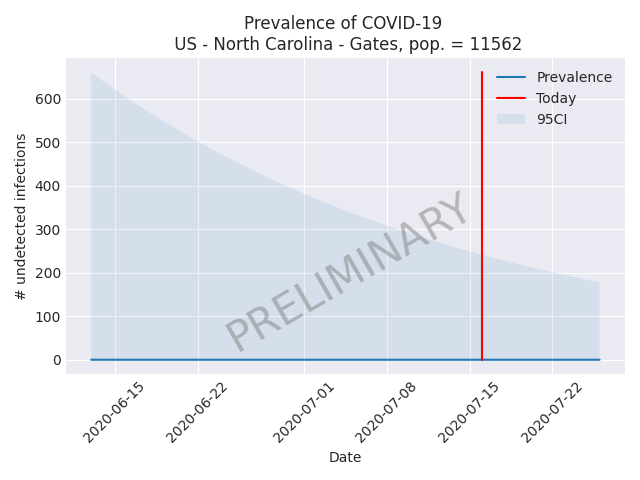 Prevalence of COVID-19
US - North Carolina - Gates, pop. = 11562
Prevalence
Today
95CI
# undetected infections
600
500
400
300
200
100
0
PRELIMINARY
2020-06-15
2020-06-22
2020-07-01
2020-07-08
2020-07-15
2020-07-22
Date